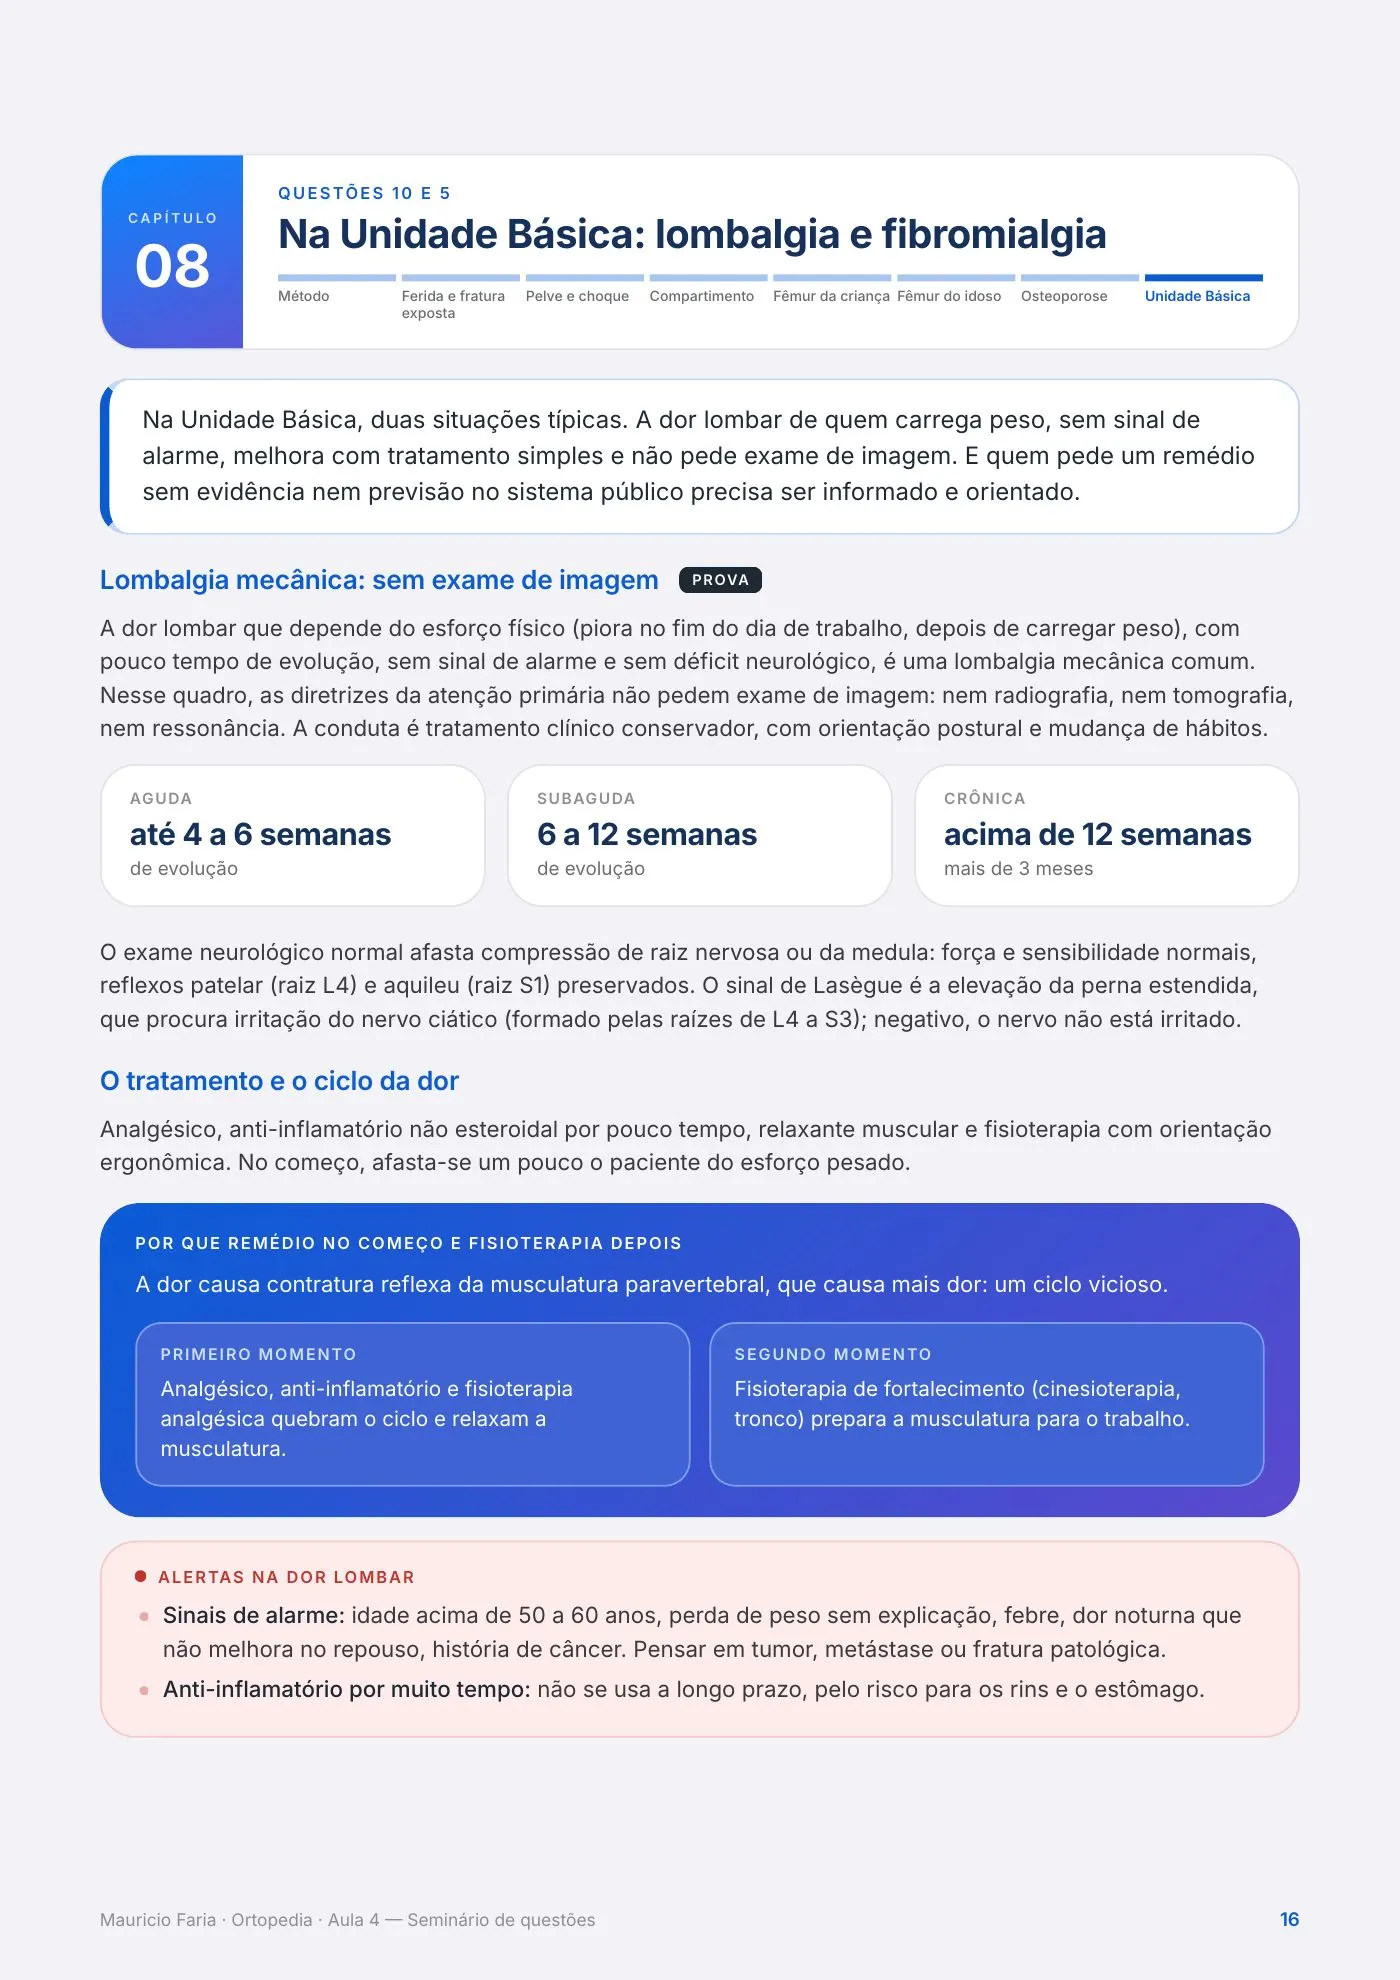 CAPÍTULO
08
QUESTÕES 10 E 5
Na Unidade Básica: lombalgia e fibromialgia
Método
Ferida e fratura
exposta
Pelve e choque
Compartimento
Fêmur da criança
Fêmur do idoso
Osteoporose
Unidade Básica
Na Unidade Básica, duas situações típicas. A dor lombar de quem carrega peso, sem sinal de
alarme, melhora com tratamento simples e não pede exame de imagem. E quem pede um remédio
sem evidência nem previsão no sistema público precisa ser informado e orientado.
Lombalgia mecânica: sem exame de imagem PROVA
A dor lombar que depende do esforço físico (piora no fim do dia de trabalho, depois de carregar peso), com
pouco tempo de evolução, sem sinal de alarme e sem déficit neurológico, é uma lombalgia mecânica comum.
Nesse quadro, as diretrizes da atenção primária não pedem exame de imagem: nem radiografia, nem tomografia,
nem ressonância. A conduta é tratamento clínico conservador, com orientação postural e mudança de hábitos.
AGUDA
até 4 a 6 semanas
de evolução
SUBAGUDA
6 a 12 semanas
de evolução
CRÔNICA
acima de 12 semanas
mais de 3 meses
O exame neurológico normal afasta compressão de raiz nervosa ou da medula: força e sensibilidade normais,
reflexos patelar (raiz L4) e aquileu (raiz S1) preservados. O sinal de Lasègue é a elevação da perna estendida,
que procura irritação do nervo ciático (formado pelas raízes de L4 a S3); negativo, o nervo não está irritado.
O tratamento e o ciclo da dor
Analgésico, anti-inflamatório não esteroidal por pouco tempo, relaxante muscular e fisioterapia com orientação
ergonômica. No começo, afasta-se um pouco o paciente do esforço pesado.
POR QUE REMÉDIO NO COMEÇO E FISIOTERAPIA DEPOIS
A dor causa contratura reflexa da musculatura paravertebral, que causa mais dor: um ciclo vicioso.
PRIMEIRO MOMENTO
Analgésico, anti-inflamatório e fisioterapia
analgésica quebram o ciclo e relaxam a
musculatura.
SEGUNDO MOMENTO
Fisioterapia de fortalecimento (cinesioterapia,
tronco) prepara a musculatura para o trabalho.
ALERTAS NA DOR LOMBAR
Sinais de alarme: idade acima de 50 a 60 anos, perda de peso sem explicação, febre, dor noturna que
não melhora no repouso, história de câncer. Pensar em tumor, metástase ou fratura patológica.
Anti-inflamatório por muito tempo: não se usa a longo prazo, pelo risco para os rins e o estômago.
Mauricio Faria · Ortopedia · Aula 4 — Seminário de questões
16